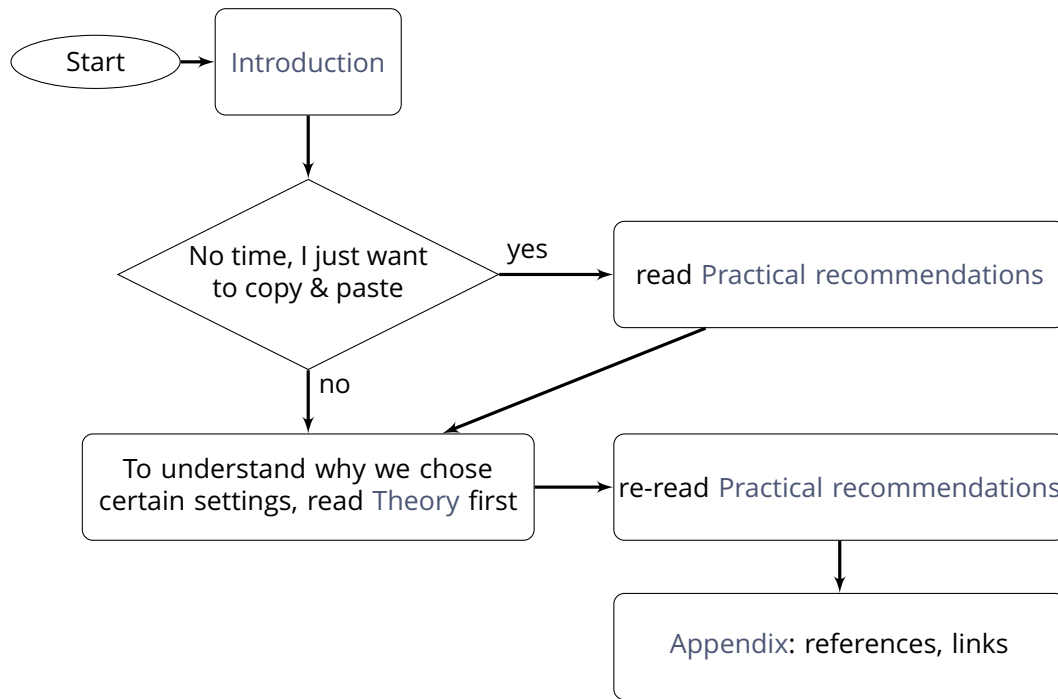 Start
Introduction
No time, I just want
to copy & paste
yes
read Practical recommendations
no
To understand why we chose
certain settings, read Theory first
re-read Practical recommendations
Appendix: references, links